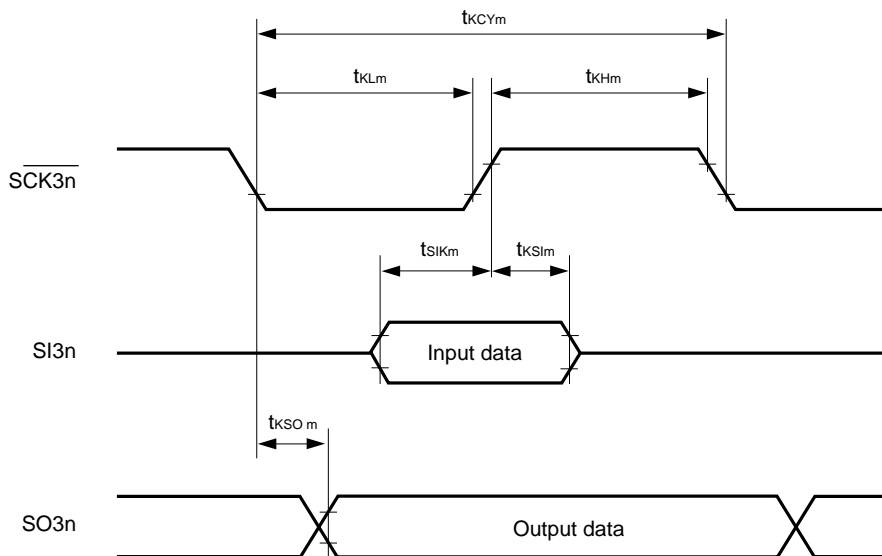 tKCYm
tKLm
tKHm
SCK3n
tSIKm
tKSIm
SI3n
Input data
tKSO m
SO3n
Output data